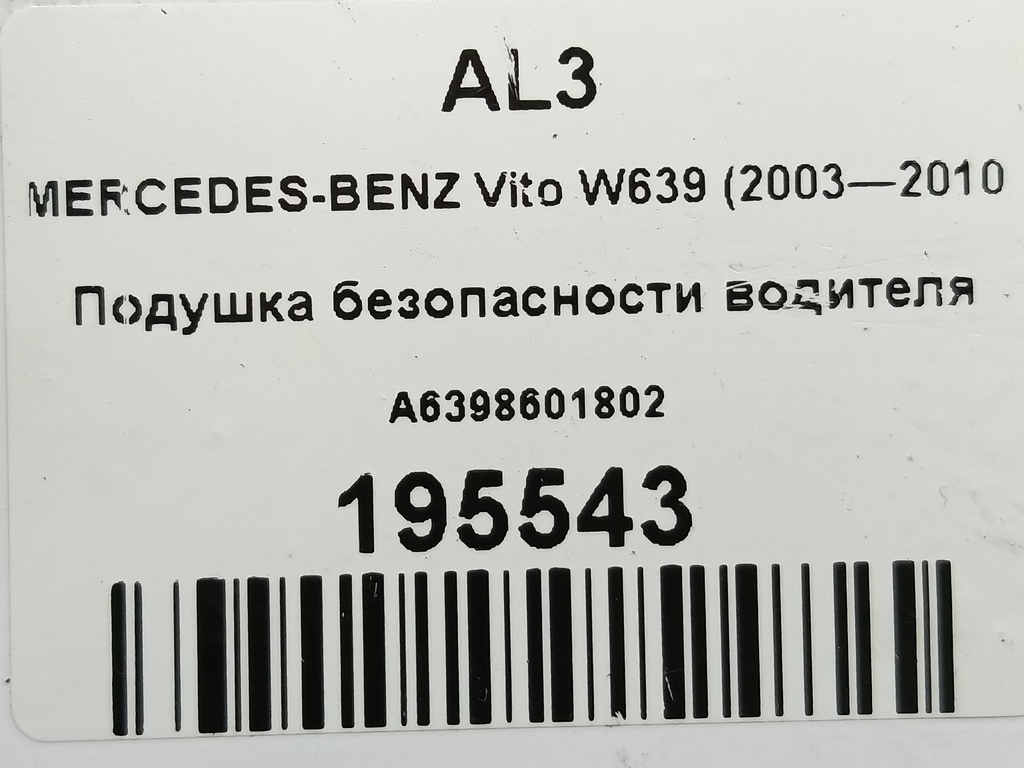 AL3
MERCEDES-BENZ Vito W639 (2003—2010
Подушка безопасности водителя
A6398601802
195543